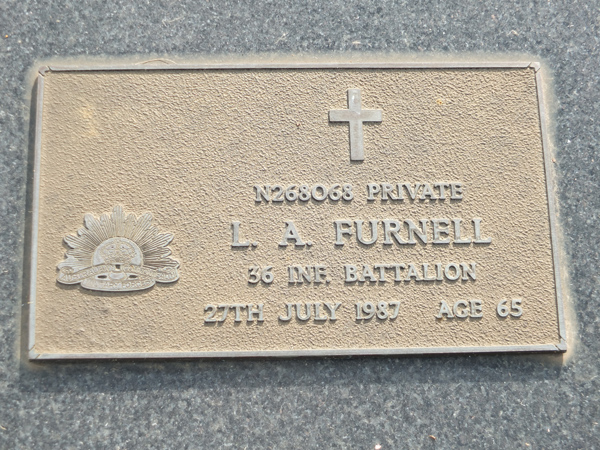 N268068 PRIVATE
L. A. FURNELL
36 INF. BATTALION
27TH JULY 1987 AGE 65